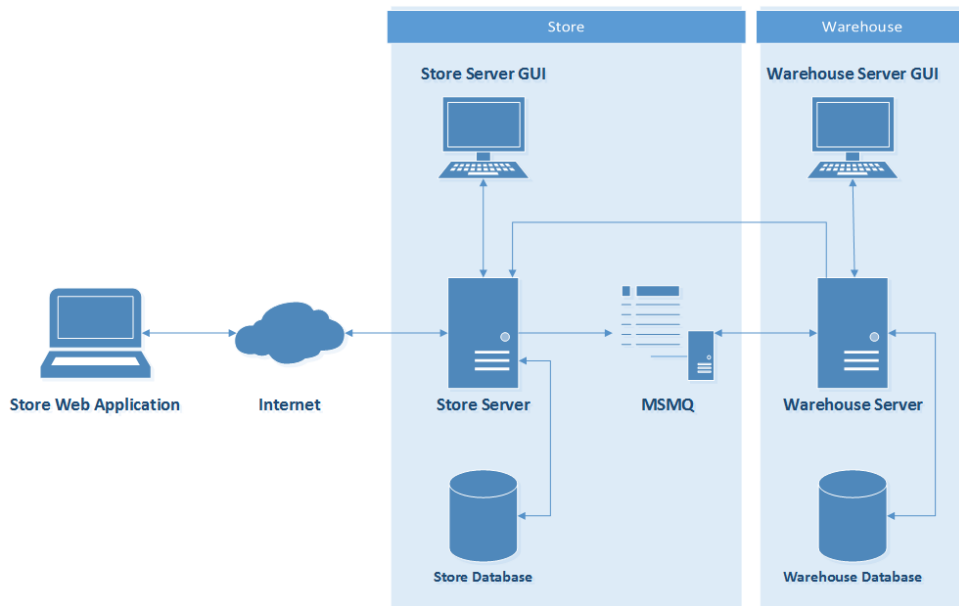 Store
Warehouse
Store Server GUI
Warehouse Server GUI
Store Web Application
Internet
Store Server
MSMQ
Warehouse Server
Store Database
Warehouse Database